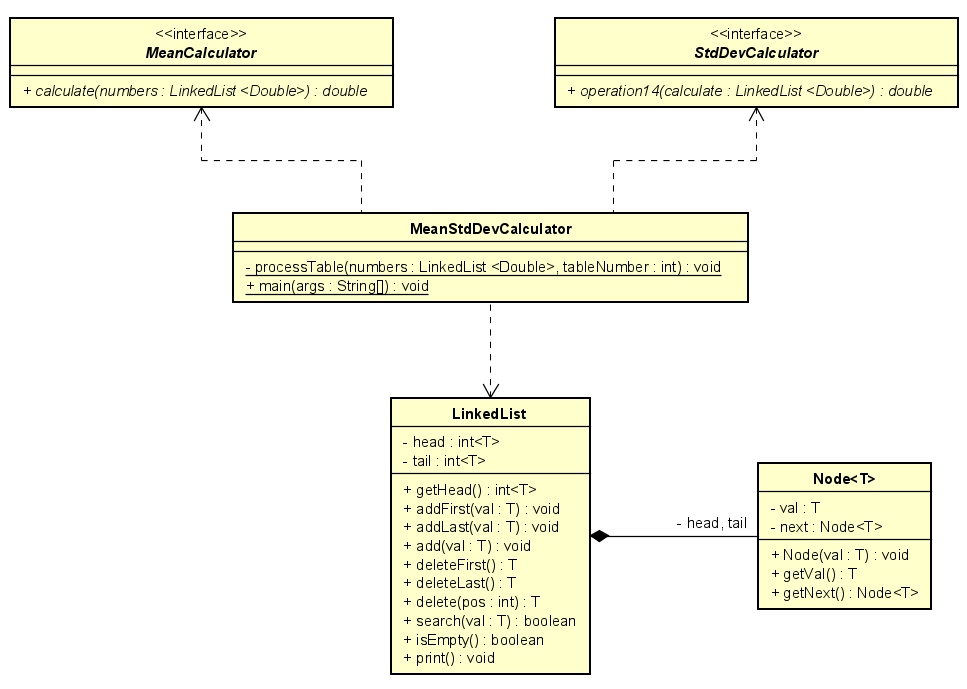 <<interface>>
MeanCalculator
+ calculate(numbers : LinkedList <Double>) : double
<<interface>>
StdDevCalculator
+ operation14(calculate : LinkedList <Double>) : double
MeanStdDevCalculator
- processTable(numbers : LinkedList <Double>, tableNumber : int) : void
+ main(args : String[]) : void
LinkedList
- head : int<T>
- tail : int<T>
+ getHead() : int<T>
+ addFirst(val : T) : void
+ addLast(val : T) : void
+ add(val : T) : void
+ deleteFirst() : T
+ deleteLast() : T
+ delete(pos : int) : T
+ search(val : T) : boolean
+ isEmpty() : boolean
+ print() : void
- head, tail
Node<T>
- val : T
- next : Node<T>
+ Node(val : T) : void
+ getVal() : T
+ getNext() : Node<T>